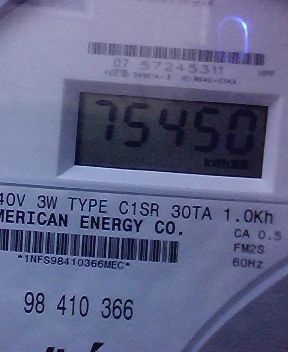 07 57245311
75450
kWh
40V 3W TYPE C1SR 30TA 1.0Kh
MERICAN ENERGY CO.
CA 0.5
FM2S
*1NFS98410366MEC*
60Hz
98 410 366